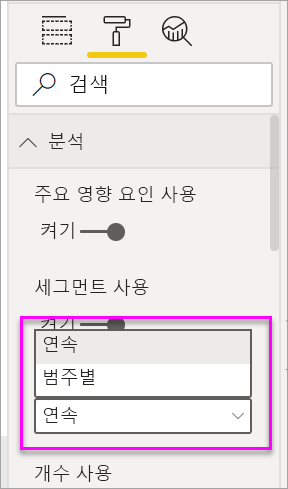 검색
분석
주요 영향 요인 사용
켜기
세그먼트 사용
켜기
연속
범주별
연속
개수 사용